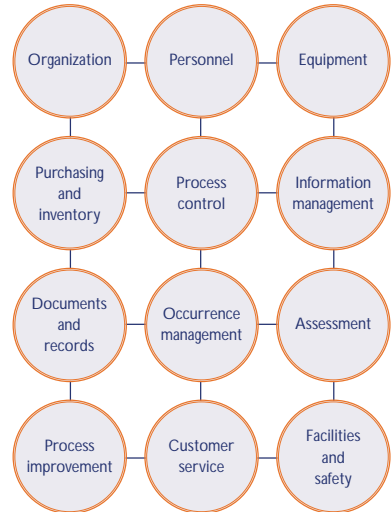 Organization
Personnel
Equipment
Purchasing
and
inventory
Process
control
Information
management
Documents
and
records
Occurrence
management
Assessment
Process
improvement
Customer
service
Facilities
and
safety